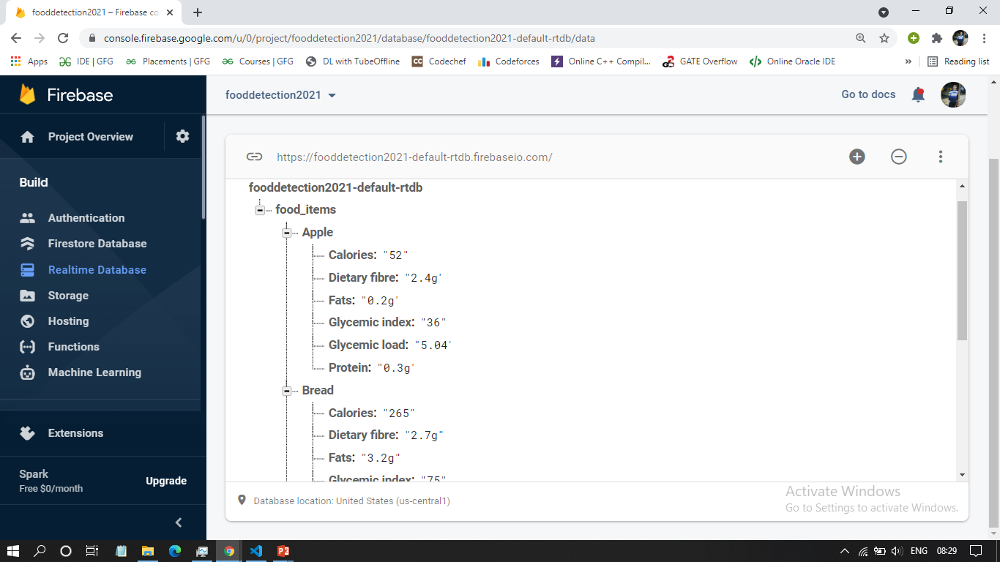 fooddetection2021 – Firebase co
console.firebase.google.com/u/0/project/fooddetection2021/database/fooddetection2021-default-rtdb/data
Apps IDE | GFG Placements | GFG Courses | GFG DL with TubeOffline CC Codechef Codeforces Online C++ Compil... GATE Overflow Online Oracle IDE » Reading list
Firebase
fooddetection2021
Go to docs
Project Overview
Build
Authentication
Firestore Database
Realtime Database
Storage
Hosting
Functions
Machine Learning
Extensions
Spark
Free $0/month
Upgrade
https://fooddetection2021-default-rtdb.firebaseio.com/
fooddetection2021-default-rtdb
food_items
Apple
Calories: "52"
Dietary fibre: "2.4g'
Fats: "0.2g'
Glycemic index: "36"
Glycemic load: "5.04'
Protein: "0.3g'
Bread
Calories: "265"
Dietary fibre: "2.7g"
Fats: "3.2g"
Glycemic index: "75"
Database location: United States (us-central1)
Activate Windows
Go to Settings to activate Windows.
ENG 08:29